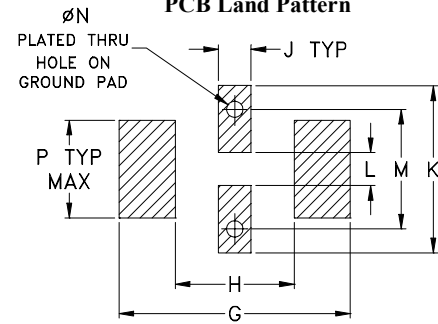 PCB Land Pattern
ØN
PLATED THRU
HOLE ON
GROUND PAD
J TYP
P TYP
MAX
L
M
K
H
G